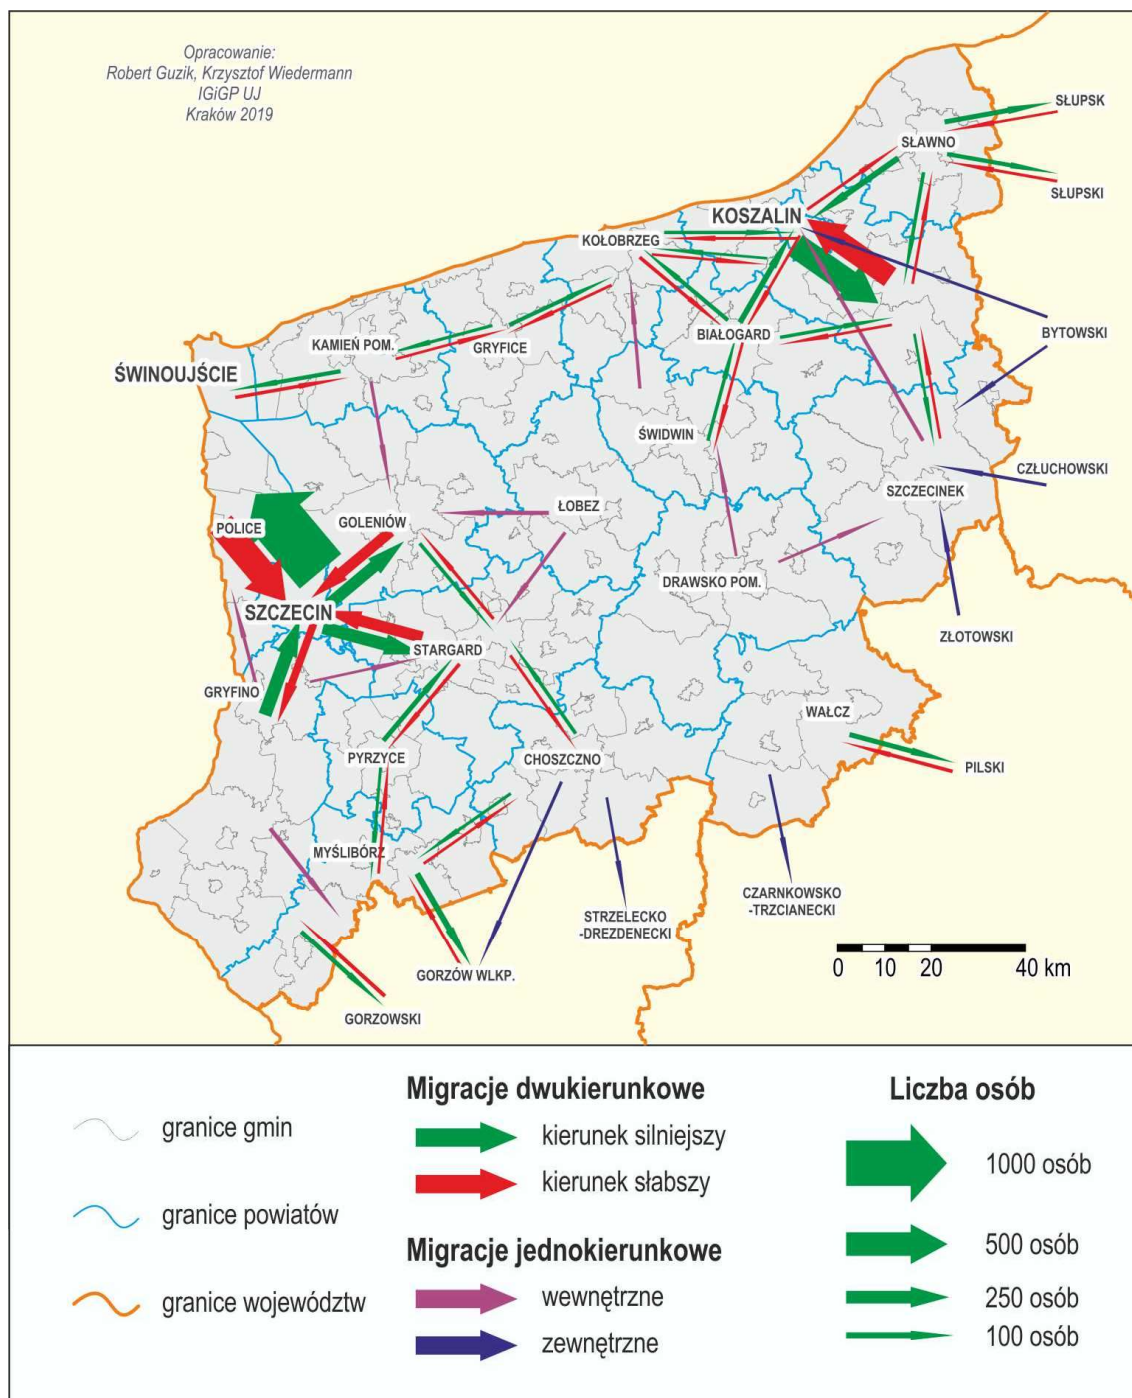 Opracowanie:
Robert Guzik, Krzysztof Wiedermann
IGiGP UJ
Kraków 2019
SŁUPSK
SŁAWNO
SŁUPSKI
KOSZALIN
KOŁOBRZEG
BIAŁOGARD
BYTOWSKI
KAMIEŃ POM.
GRYFICE
ŚWINOUJŚCIE
ŚWIDWIN
CZŁUCHOWSKI
SZCZECINEK
ŁOBEZ
POLICE
GOLENIÓW
DRAWSKO POM.
SZCZECIN
ZŁOTOWSKI
STARGARD
GRYFINO
WAŁCZ
PYRZYCE
CHOSZCZNO
PILSKI
MYŚLIBÓRZ
CZARNKOWSKO
-TRZCIANECKI
STRZELECKO
-DREZDENECKI
GORZÓW WLKP.
GORZOWSKI
0 10 20 40 km
granice gmin
granice powiatów
granice województw
Migracje dwukierunkowe
kierunek silniejszy
kierunek słabszy
Migracje jednokierunkowe
wewnętrzne
zewnętrzne
Liczba osób
1000 osób
500 osób
250 osób
100 osób